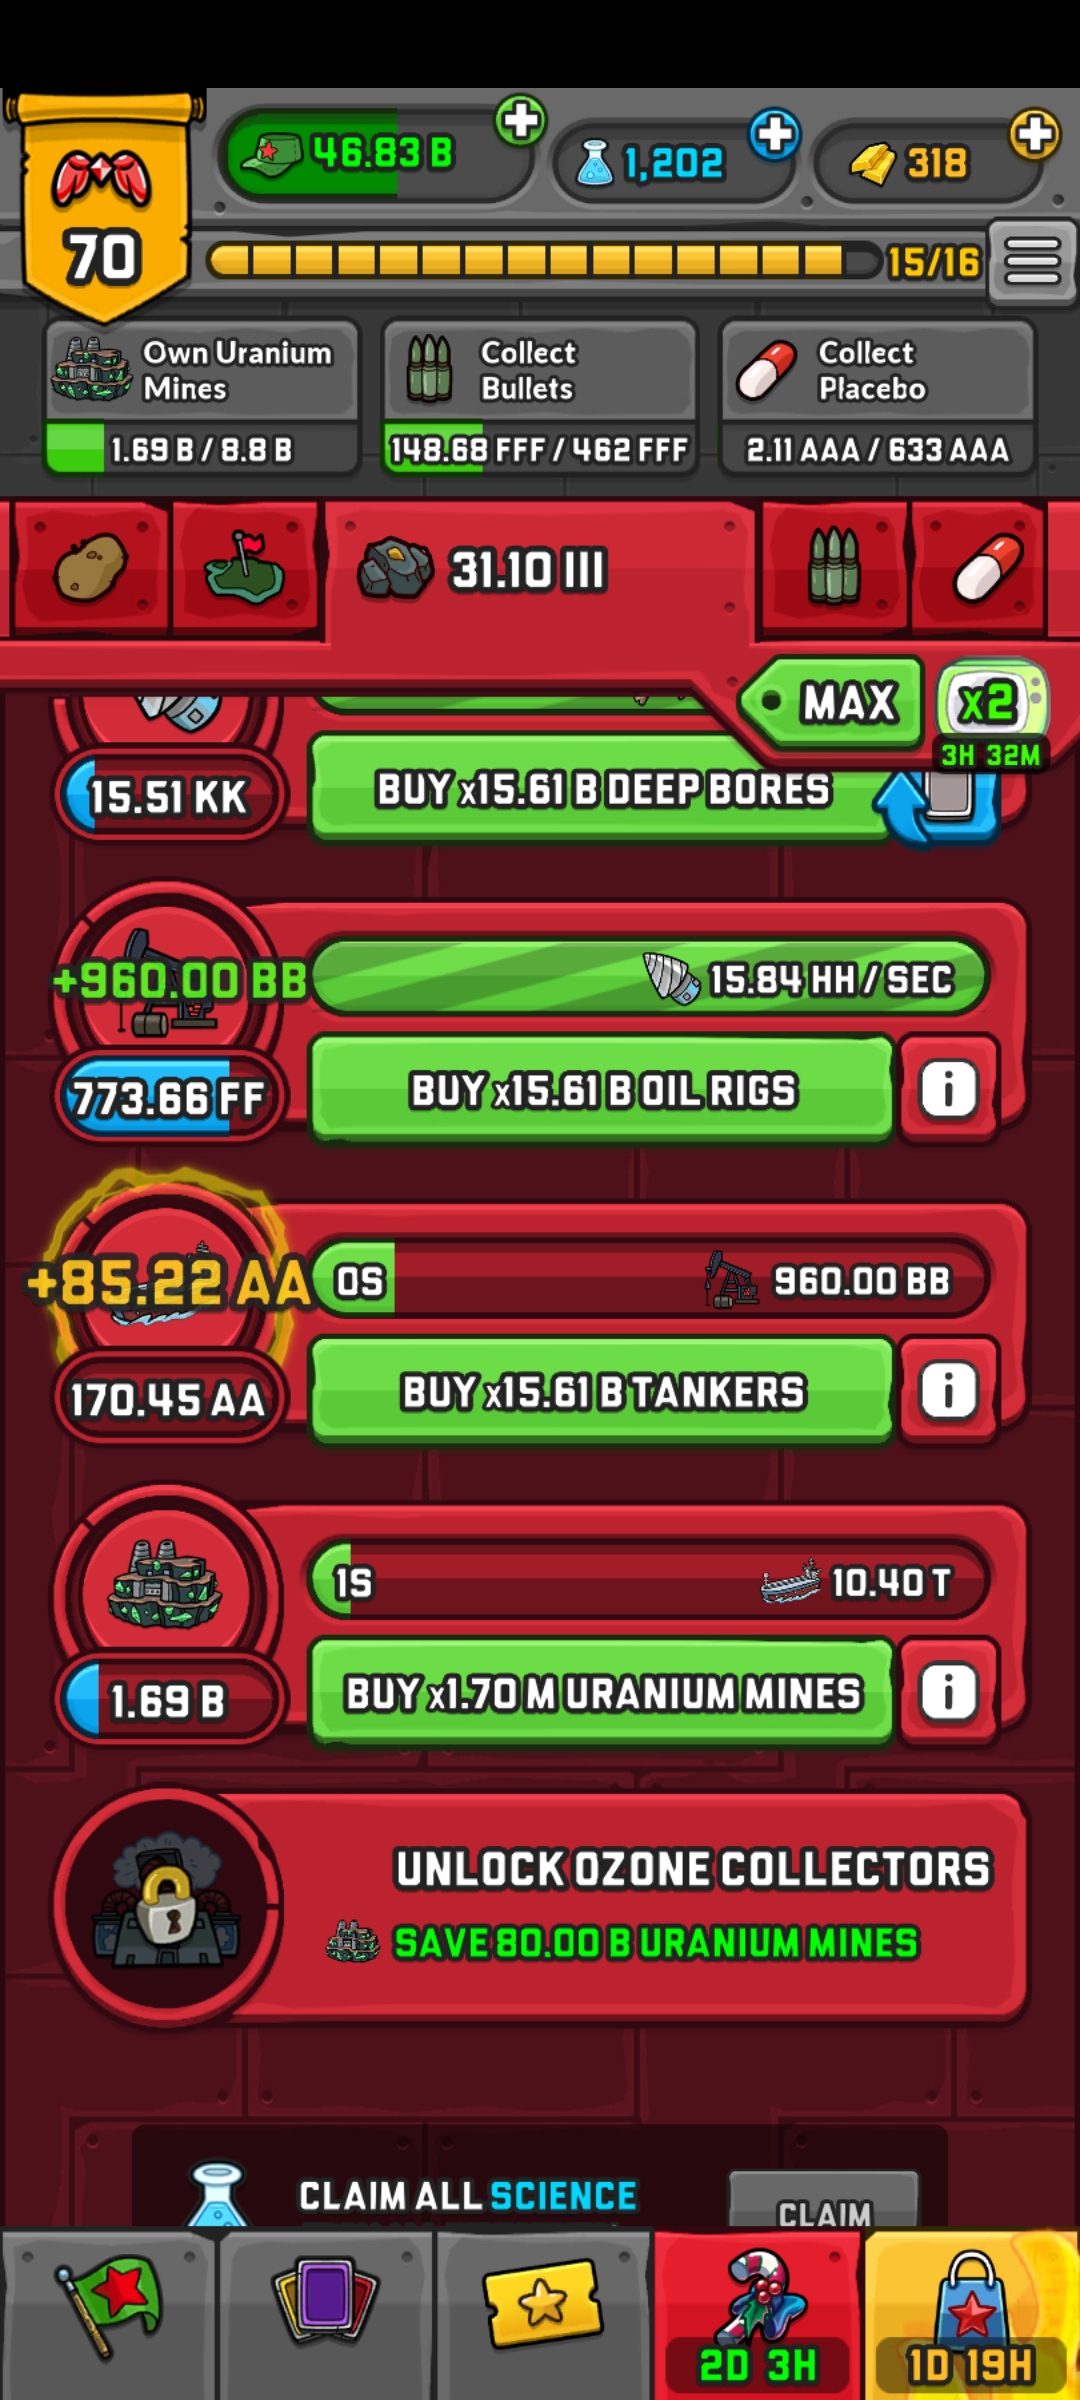 46.83 B
1,202
318
70
15/16
Own Uranium
Mines
1.69 B / 8.8 B
Collect
Bullets
148.68 FFF / 462 FFF
Collect
Placebo
2.11 AAA / 633 AAA
31.10 III
MAX
x2
3H 32M
15.51 KK
BUY x15.61 B DEEP BORES
+960.00 BB
15.84 HH / SEC
773.66 FF
BUY x15.61 B OIL RIGS
i
+85.22 AA
0S
960.00 BB
170.45 AA
BUY x15.61 B TANKERS
i
1S
10.40 T
1.69 B
BUY x1.70 M URANIUM MINES
i
UNLOCK OZONE COLLECTORS
SAVE 80.00 B URANIUM MINES
CLAIM ALL SCIENCE
CLAIM
2D 3H
1D 19H